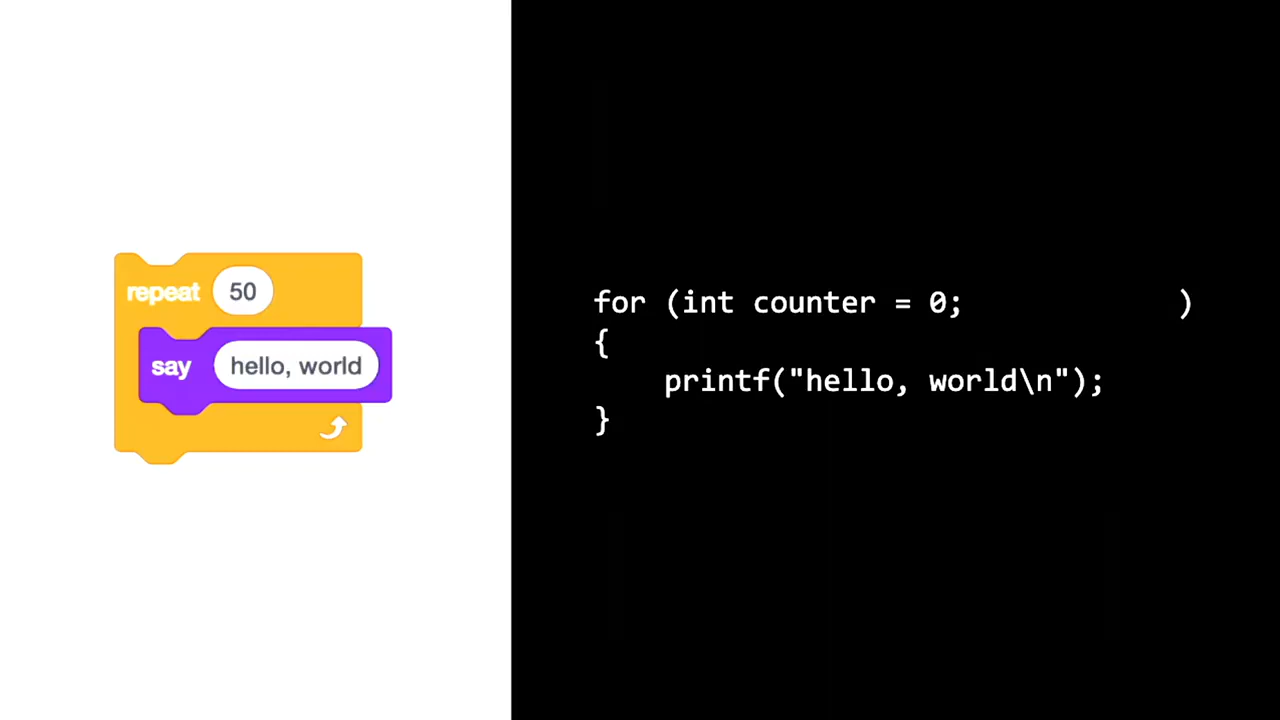 repeat 50
say hello, world
for (int counter = 0; )
{
printf("hello, world\n");
}